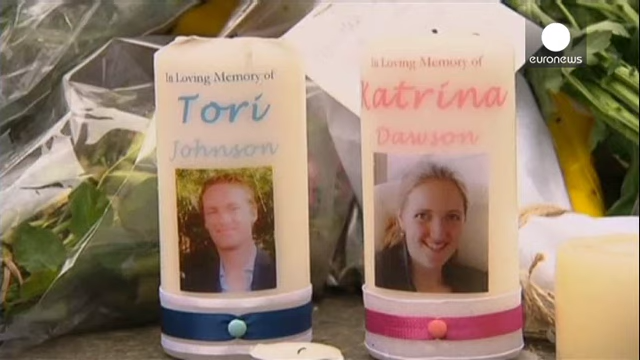 euronews
In Loving Memory of
Tori
Johnson
In Loving Memory of
Katrina
Dawson